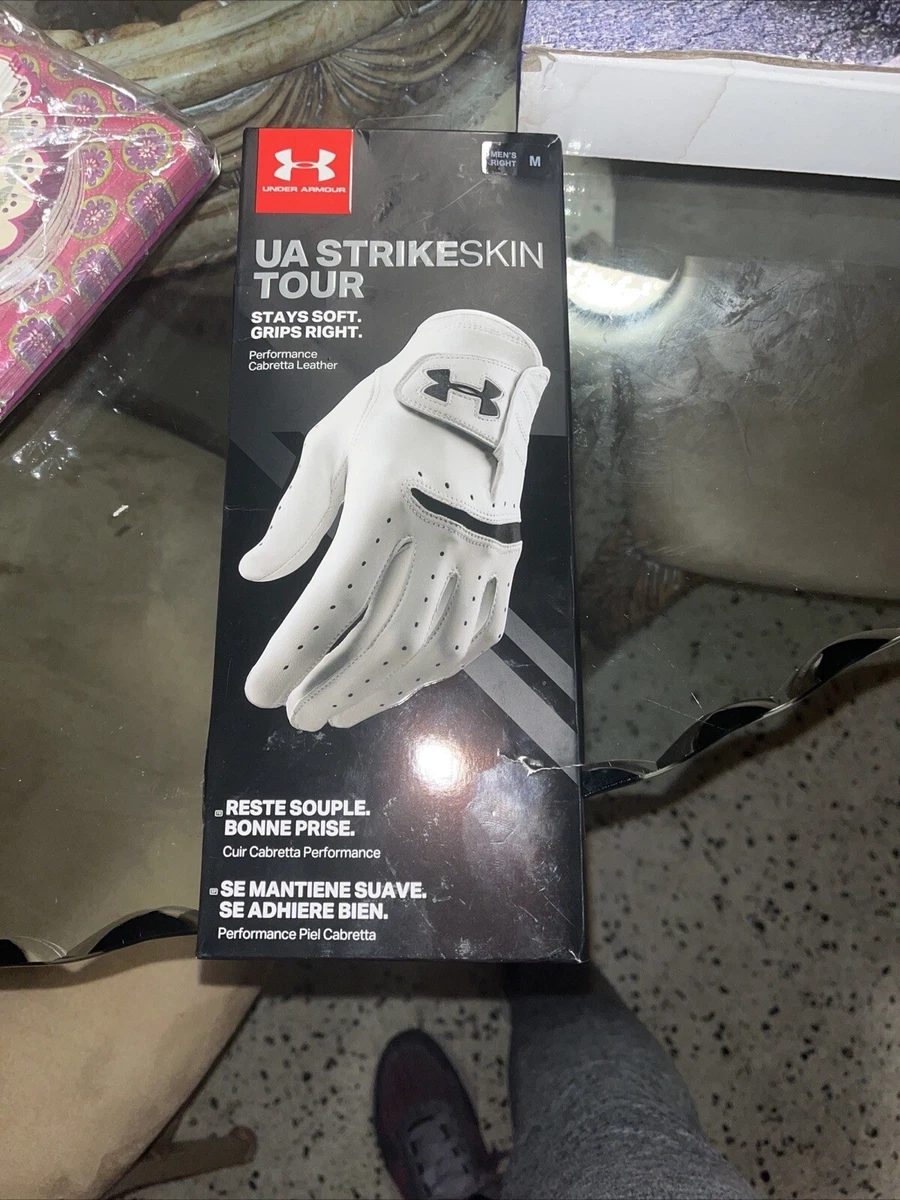 UNDER ARMOUR
MEN'S
RIGHT M
UA STRIKESKIN
TOUR
STAYS SOFT.
GRIPS RIGHT.
Performance
Cabretta Leather
RESTE SOUPLE.
BONNE PRISE.
Cuir Cabretta Performance
SE MANTIENE SUAVE.
SE ADHIERE BIEN.
Performance Piel Cabretta